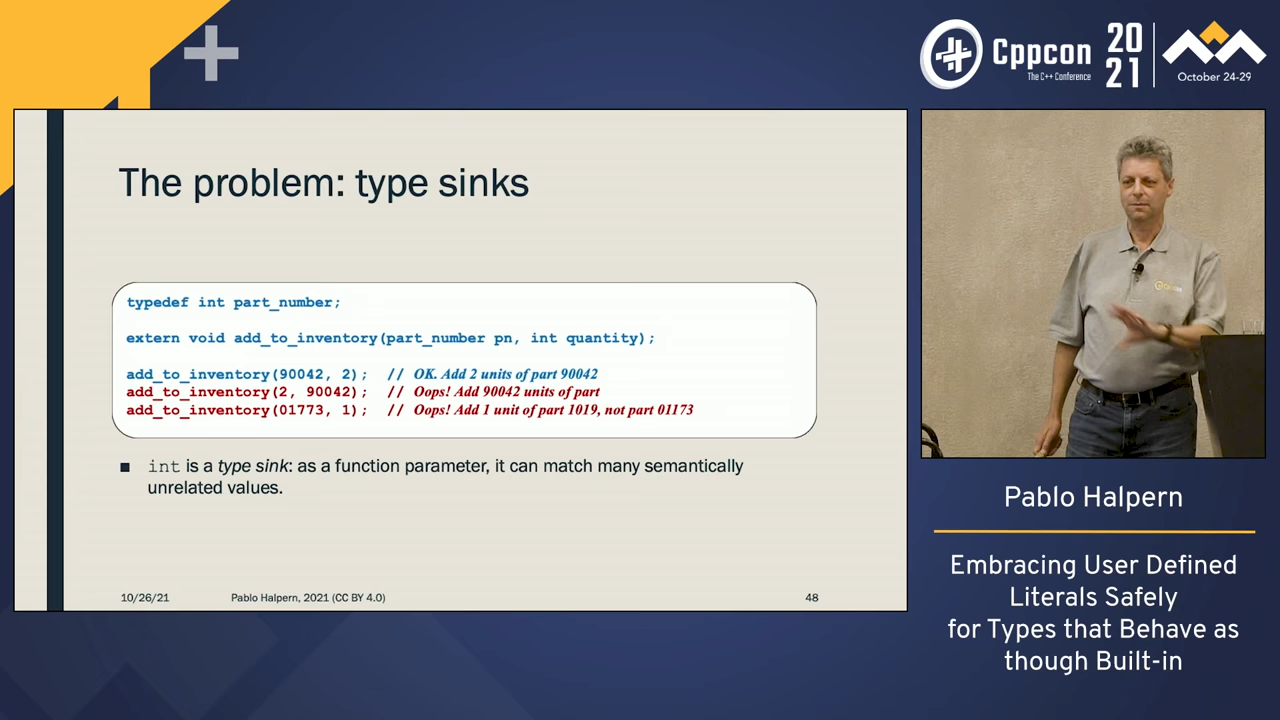 Cppcon
The C++ Conference
20
21
October 24-29
The problem: type sinks
typedef int part_number;
extern void add_to_inventory(part_number pn, int quantity);
add_to_inventory(90042, 2); // OK. Add 2 units of part 90042
add_to_inventory(2, 90042); // Oops! Add 90042 units of part
add_to_inventory(01773, 1); // Oops! Add 1 unit of part 1019, not part 01173
■ int is a type sink: as a function parameter, it can match many semantically
unrelated values.
10/26/21
Pablo Halpern, 2021 (CC BY 4.0)
48
Pablo Halpern
Embracing User Defined
Literals Safely
for Types that Behave as
though Built-in